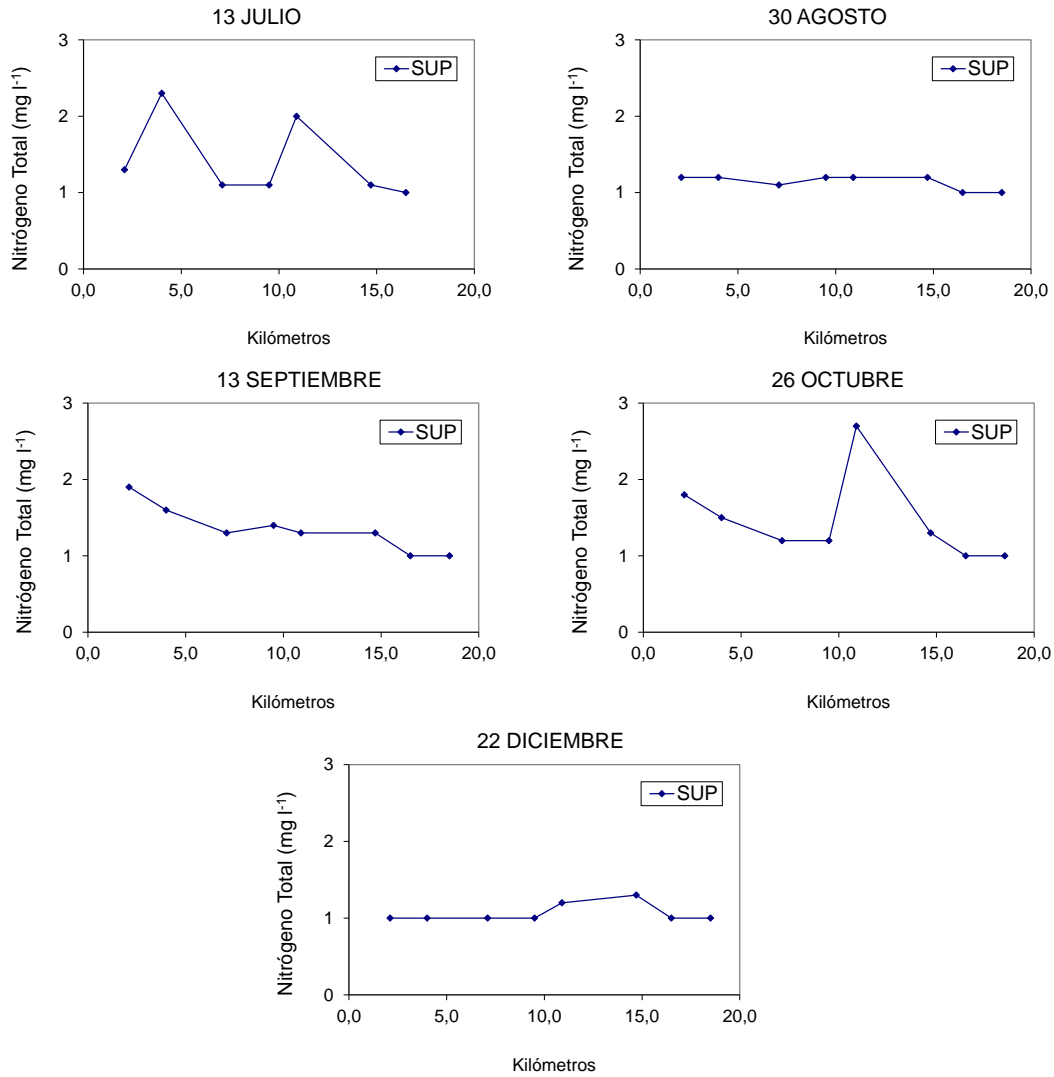 13 JULIO
3
2
1
0
Nitrógeno Total (mg l-1)
SUP
0,0 5,0 10,0 15,0 20,0
Kilómetros
30 AGOSTO
3
2
1
0
Nitrógeno Total (mg l-1)
SUP
0,0 5,0 10,0 15,0 20,0
Kilómetros
13 SEPTIEMBRE
3
2
1
0
Nitrógeno Total (mg l-1)
SUP
0,0 5,0 10,0 15,0 20,0
Kilómetros
26 OCTUBRE
3
2
1
0
Nitrógeno Total (mg l-1)
SUP
0,0 5,0 10,0 15,0 20,0
Kilómetros
22 DICIEMBRE
3
2
1
0
Nitrógeno Total (mg l-1)
SUP
0,0 5,0 10,0 15,0 20,0
Kilómetros